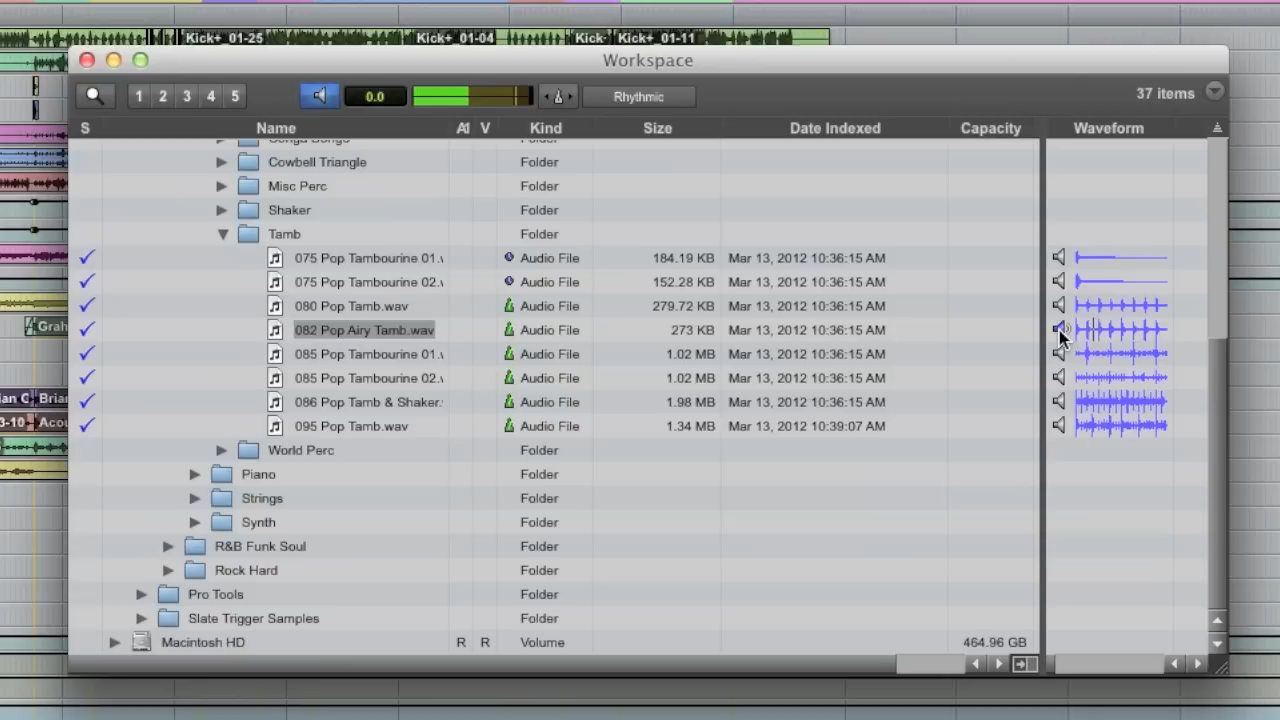 Kick+_01-25 Kick+_01-04 Kick- Kick+_01-11
Workspace
1 2 3 4 5 0.0 Rhythmic 37 items
S Name V Kind Size Date Indexed Capacity Waveform
Folder
Cowbell Triangle Folder
Misc Perc Folder
Shaker Folder
Tamb Folder
075 Pop Tambourine 01. Audio File 184.19 KB Mar 13, 2012 10:36:15 AM
075 Pop Tambourine 02. Audio File 152.28 KB Mar 13, 2012 10:36:15 AM
080 Pop Tamb.wav Audio File 279.72 KB Mar 13, 2012 10:36:15 AM
Grah 082 Pop Airy Tamb.wav Audio File 273 KB Mar 13, 2012 10:36:15 AM
085 Pop Tambourine 01. Audio File 1.02 MB Mar 13, 2012 10:36:15 AM
085 Pop Tambourine 02. Audio File 1.02 MB Mar 13, 2012 10:36:15 AM
ian G Brian 086 Pop Tamb & Shaker. Audio File 1.98 MB Mar 13, 2012 10:36:15 AM
3-10 Acou 095 Pop Tamb.wav Audio File 1.34 MB Mar 13, 2012 10:39:07 AM
World Perc Folder
Piano Folder
Strings Folder
Synth Folder
R&B Funk Soul Folder
Rock Hard Folder
Pro Tools Folder
Slate Trigger Samples Folder
Macintosh HD R R Volume 464.96 GB